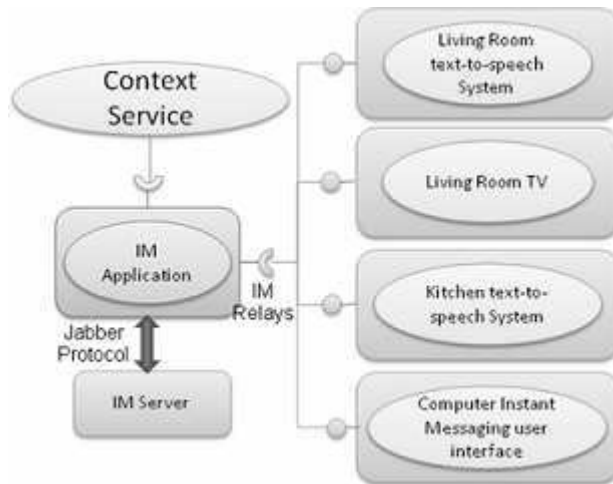 Context
Service
IM
Application
Jabber
Protocol
IM Server
IM
Relays
Living Room
text-to-speech
System
Living Room TV
Kitchen text-to-
speech System
Computer Instant
Messaging user
interface